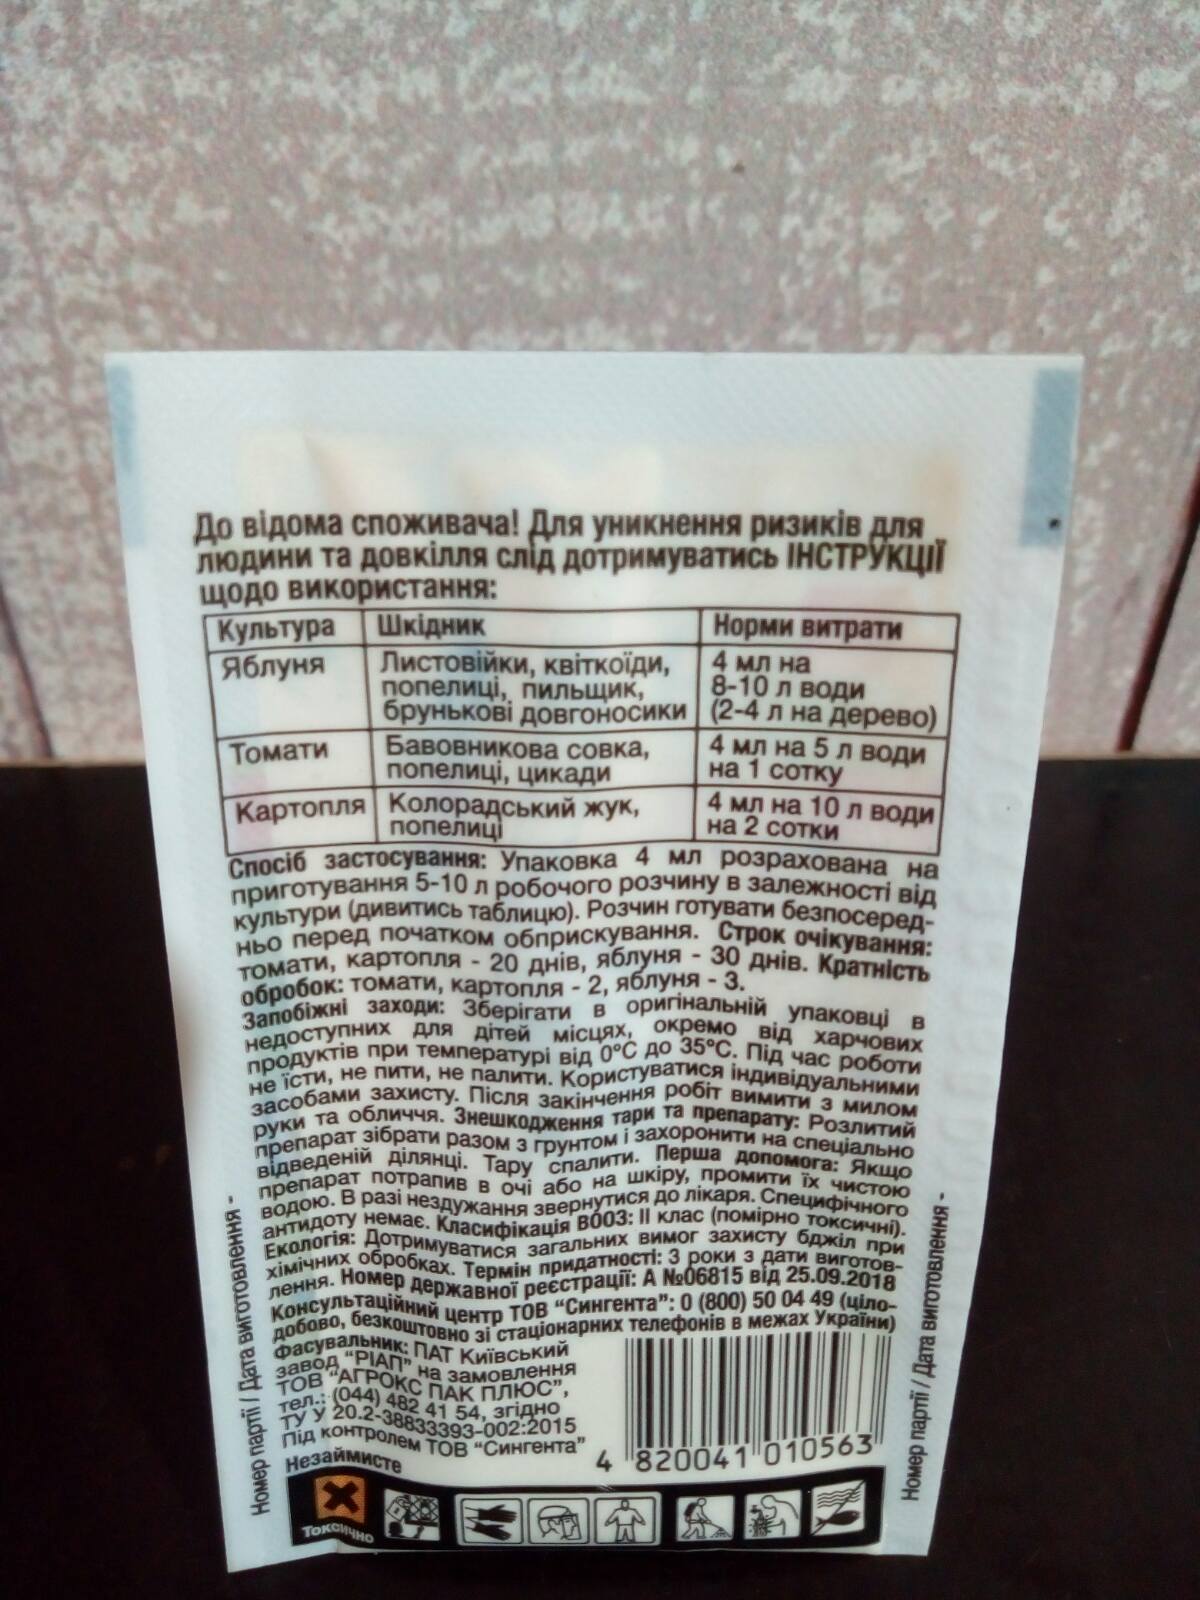 До відома споживача! Для уникнення ризиків для
людини та довкілля слід дотримуватись ІНСТРУКЦІЇ
щодо використання:
Культура Шкідник Норми витрати
Яблуня Листовійки, квіткоїди, 4 мл на
попелиці, пильщик, 8-10 л води
брунькові довгоносики (2-4 л на дерево)
Томати Бавовникова совка, 4 мл на 5 л води
попелиці, цикади на 1 сотку
Картопля Колорадський жук, 4 мл на 10 л води
попелиці на 2 сотки
Спосіб застосування: Упаковка 4 мл розрахована на
приготування 5-10 л робочого розчину в залежності від
культури (дивитись таблицю). Розчин готувати безпосеред-
ньо перед початком обприскування. Строк очікування:
томати, картопля - 20 днів, яблуня - 30 днів. Кратність
обробок: томати, картопля - 2, яблуня - 3.
Запобіжні заходи: Зберігати в оригінальній упаковці в
недоступних для дітей місцях, окремо від харчових
продуктів при температурі від 0°С до 35°С. Під час роботи
не їсти, не пити, не палити. Користуватися індивідуальними
засобами захисту. Після закінчення робіт вимити з милом
руки та обличчя. Знешкодження тари та препарату: Розлитий
препарат зібрати разом з грунтом і захоронити на спеціально
відведеній ділянці. Тару спалити. Перша допомога: Якщо
препарат потрапив в очі або на шкіру, промити їх чистою
водою. В разі нездужання звернутися до лікаря. Специфічного
антидоту немає. Класифікація ВООЗ: ІІ клас (помірно токсичні).
Екологія: Дотримуватися загальних вимог захисту бджіл при
хімічних обробках. Термін придатності: 3 роки з дати виготов-
лення. Номер державної реєстрації: А №06815 від 25.09.2018
Консультаційний центр ТОВ "Сингента": 0 (800) 50 04 49 (ціло-
добово, безкоштовно зі стаціонарних телефонів в межах України)
Фасувальник: ПАТ Київський
завод "РІАП" на замовлення
ТОВ "АГРОКС ПАК ПЛЮС",
тел.: (044) 482 41 54, згідно
ТУ У 20.2-38833393-002:2015
Під контролем ТОВ "Сингента"
Незаймисте
4 820041 010563
Токсично
Номер партії / Дата виготовлення -
Номер партії / Дата виготовлення -